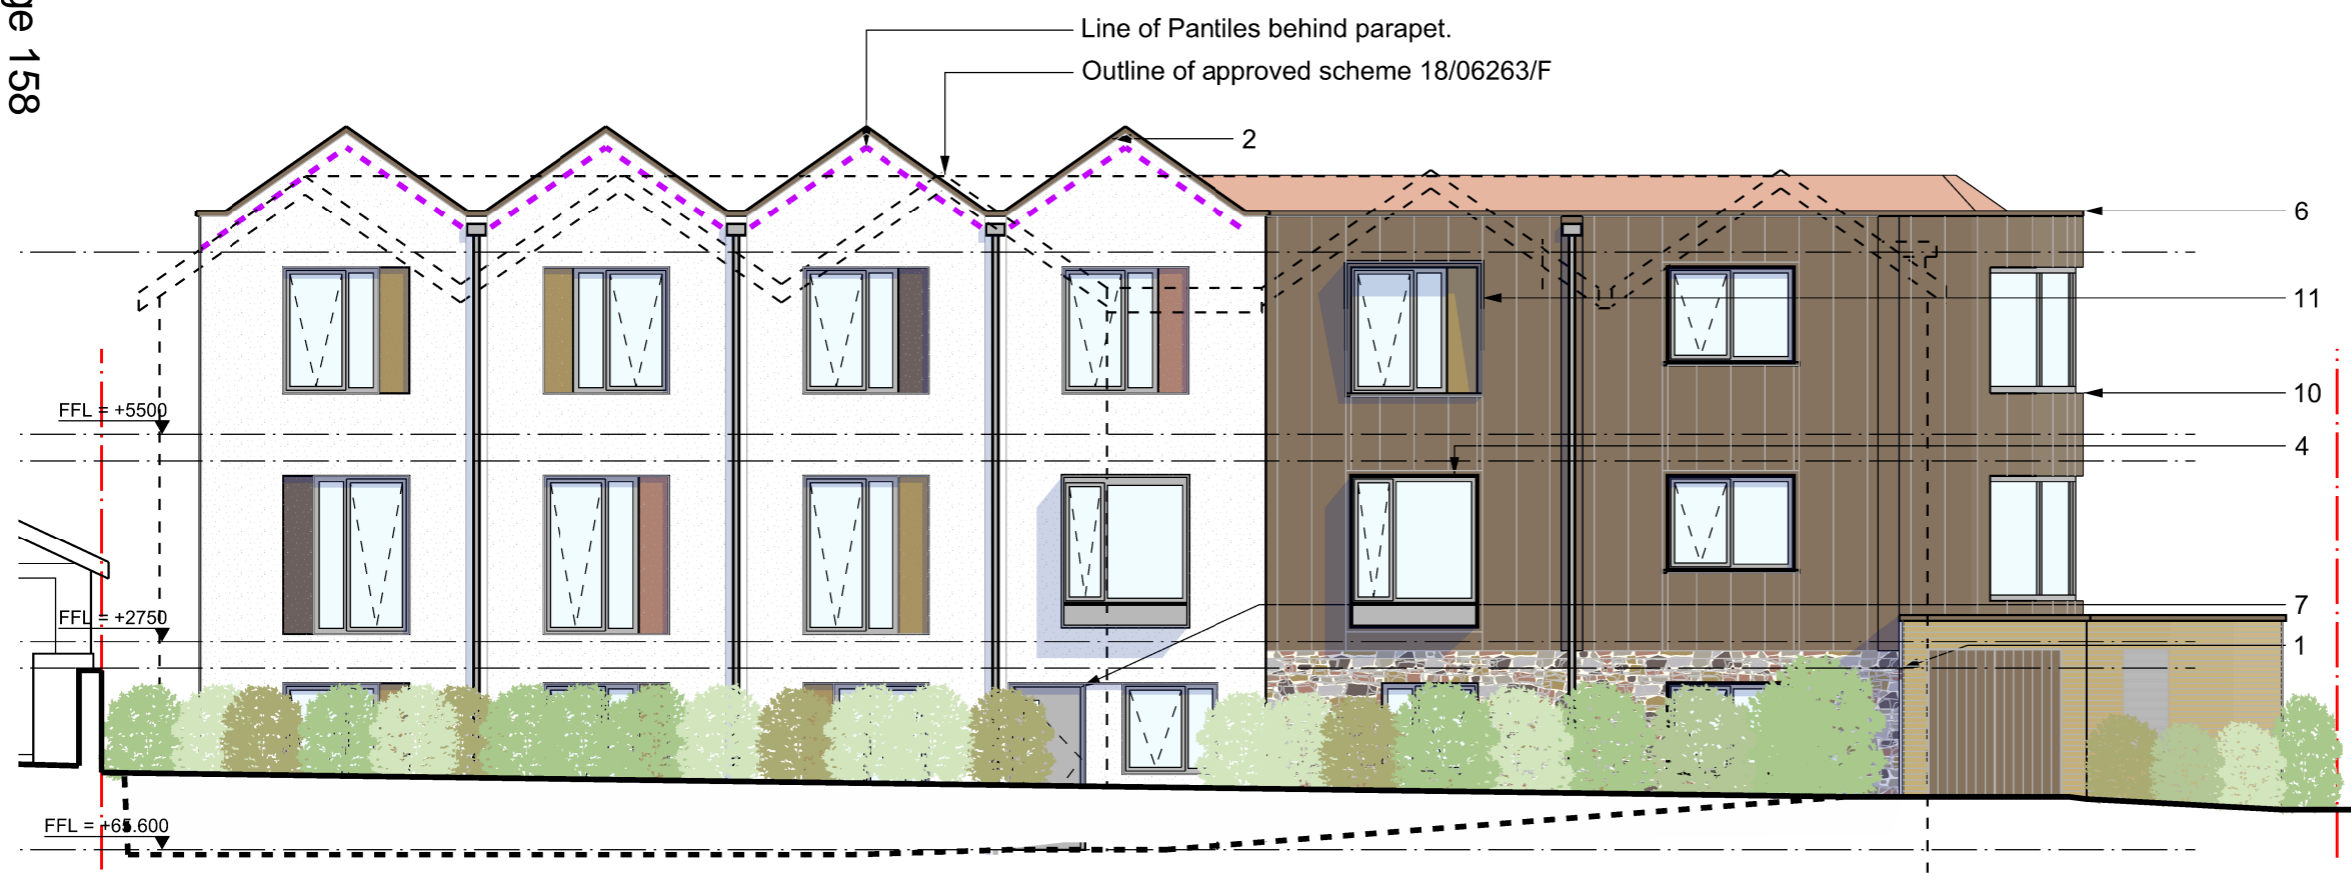 ge 158
Line of Pantiles behind parapet.
Outline of approved scheme 18/06263/F
2
6
11
10
FFL = +5500
4
7
FFL = +2750
1
FFL = +65.600